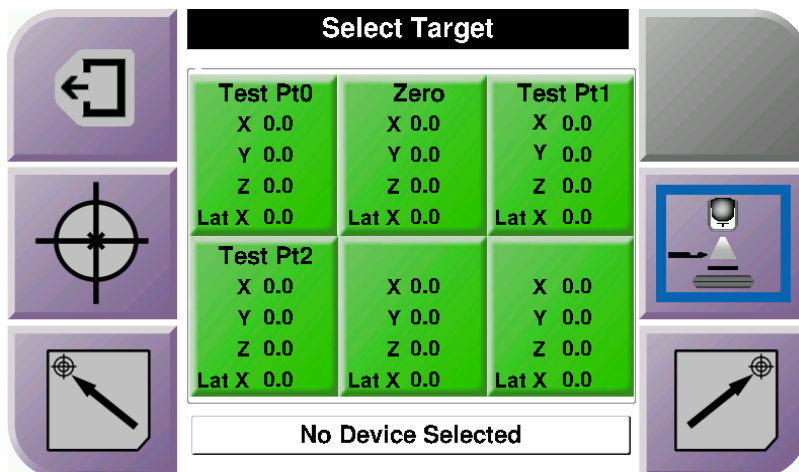 Select Target
Test Pt0 Zero Test Pt1
X 0.0 X 0.0 X 0.0
Y 0.0 Y 0.0 Y 0.0
Z 0.0 Z 0.0 Z 0.0
Lat X 0.0 Lat X 0.0 Lat X 0.0
Test Pt2
X 0.0 X 0.0 X 0.0
Y 0.0 Y 0.0 Y 0.0
Z 0.0 Z 0.0 Z 0.0
Lat X 0.0 Lat X 0.0 Lat X 0.0
No Device Selected